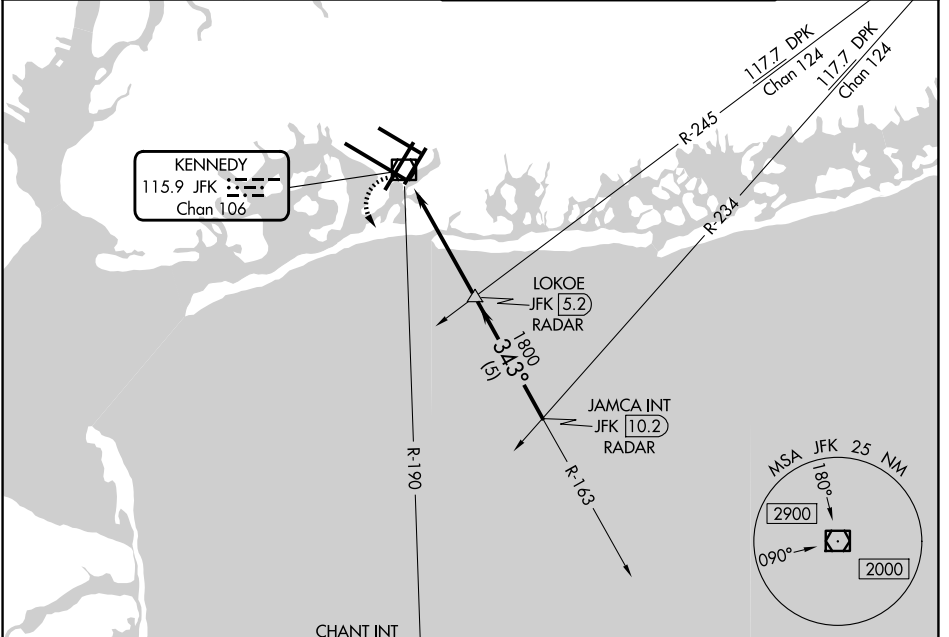 117.7 DPK
Chan 124
117.7 DPK
Chan 124
R-245
KENNEDY
115.9 JFK
Chan 106
R-234
LOKOE
JFK 5.2
RADAR
1800
343°
(5)
JAMCA INT
JFK 10.2
RADAR
R-190
R-163
MSA JFK 25 NM
180°
2900
090°
2000
CHANT INT